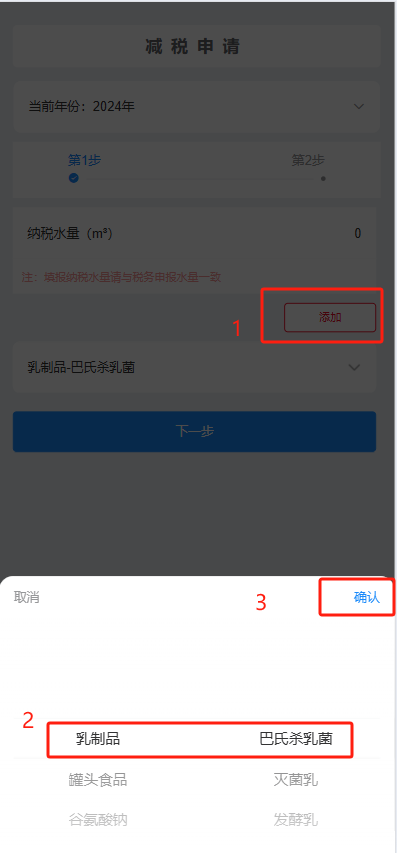 减税申请
当前年份：2024年
第1步 第2步
纳税水量（m³） 0
注：填报纳税水量请与税务申报水量一致
1 添加
乳制品-巴氏杀乳菌
下一步
取消 3 确认
2
乳制品 巴氏杀乳菌
罐头食品 灭菌乳
谷氨酸钠 发酵乳